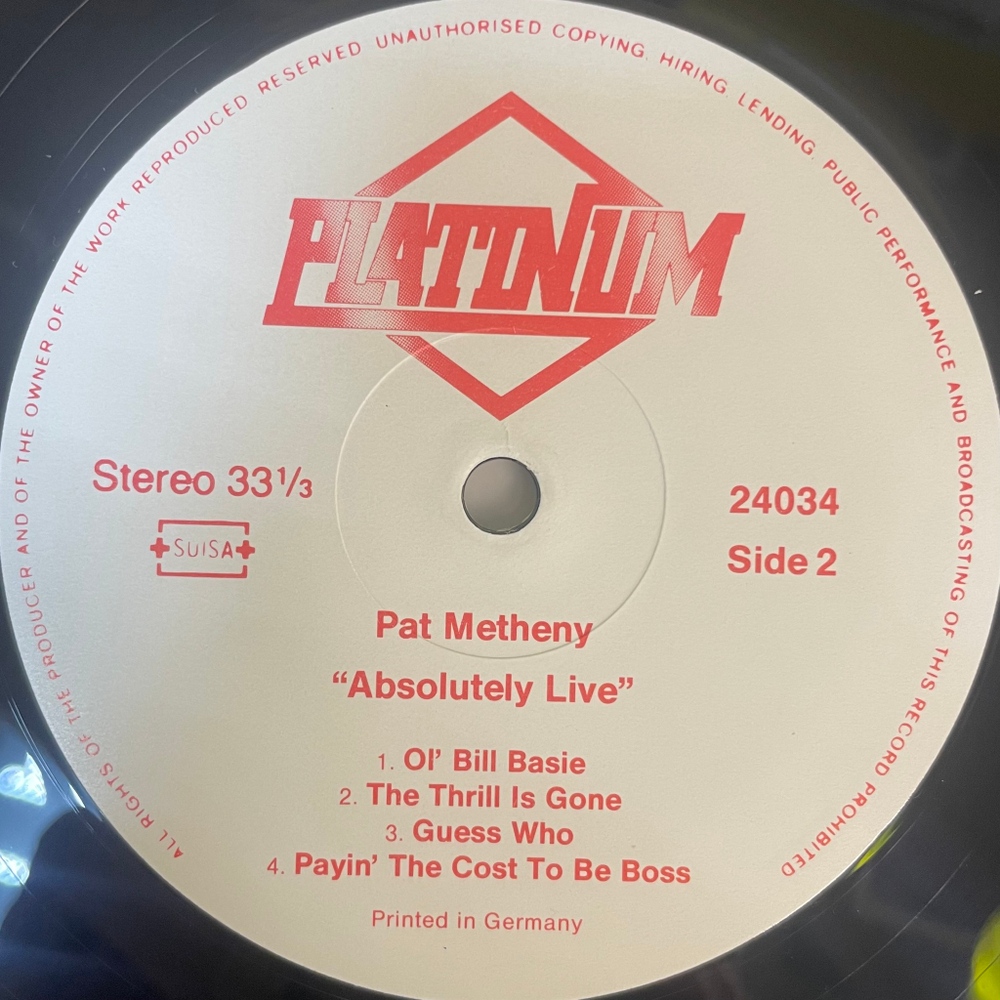 ALL RIGHTS OF THE PRODUCER AND OF THE OWNER OF THE WORK REPRODUCED RESERVED UNAUTHORISED COPYING. HIRING. LENDING. PUBLIC PERFORMANCE AND BROADCASTING OF THIS RECORD PROHIBITED
PLATINUM
Stereo 33⅓
SUISA
24034
Side 2
Pat Metheny
“Absolutely Live”
1. Ol’ Bill Basie
2. The Thrill Is Gone
3. Guess Who
4. Payin’ The Cost To Be Boss
Printed in Germany